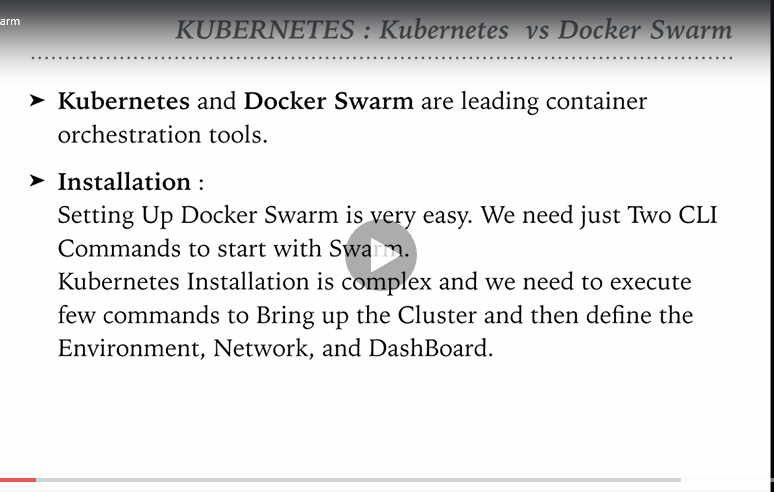 arm
KUBERNETES : Kubernetes vs Docker Swarm
➤ Kubernetes and Docker Swarm are leading container
orchestration tools.
➤ Installation :
Setting Up Docker Swarm is very easy. We need just Two CLI
Commands to start with Swarm.
Kubernetes Installation is complex and we need to execute
few commands to Bring up the Cluster and then define the
Environment, Network, and DashBoard.